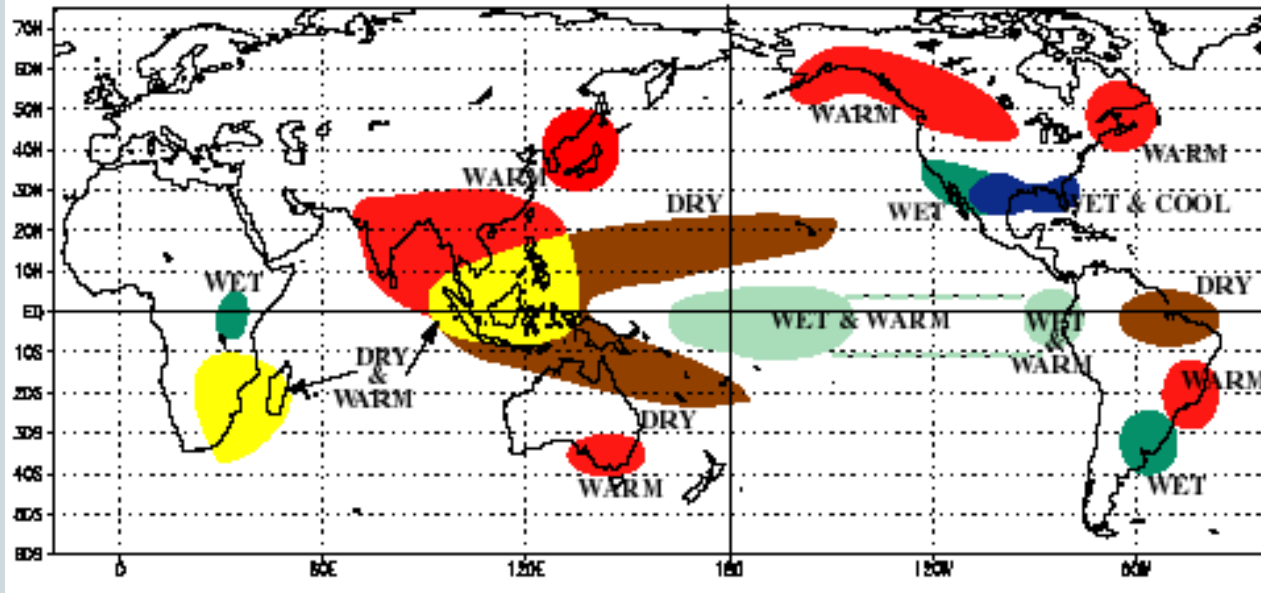 70N
60N
WARM
50N
WARM
40N
WARM
DRY
30N
WET
WET & COOL
20N
10N
WET
DRY
EQ
WET & WARM
WET
&
WARM
10S
DRY
&
WARM
WARM
20S
DRY
30S
WARM
WET
40S
50S
60S
0
60E
120E
180
120W
60W